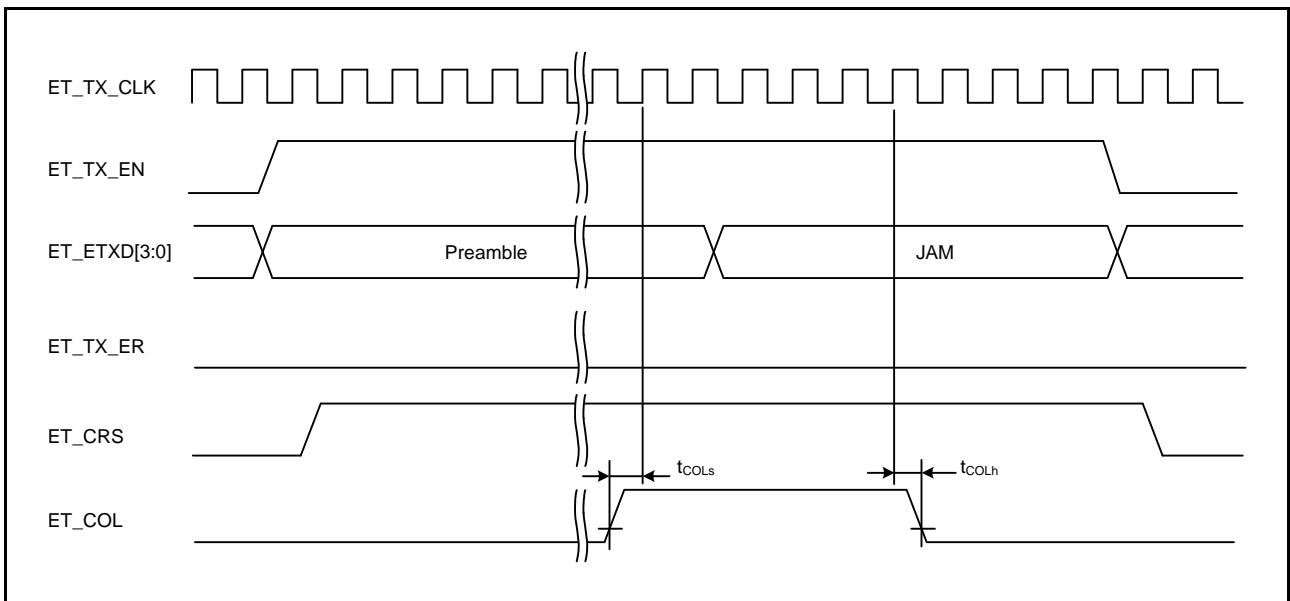 ET_TX_CLK
ET_TX_EN
ET_ETXD[3:0]
Preamble
JAM
ET_TX_ER
ET_CRS
tCOLs
tCOLh
ET_COL